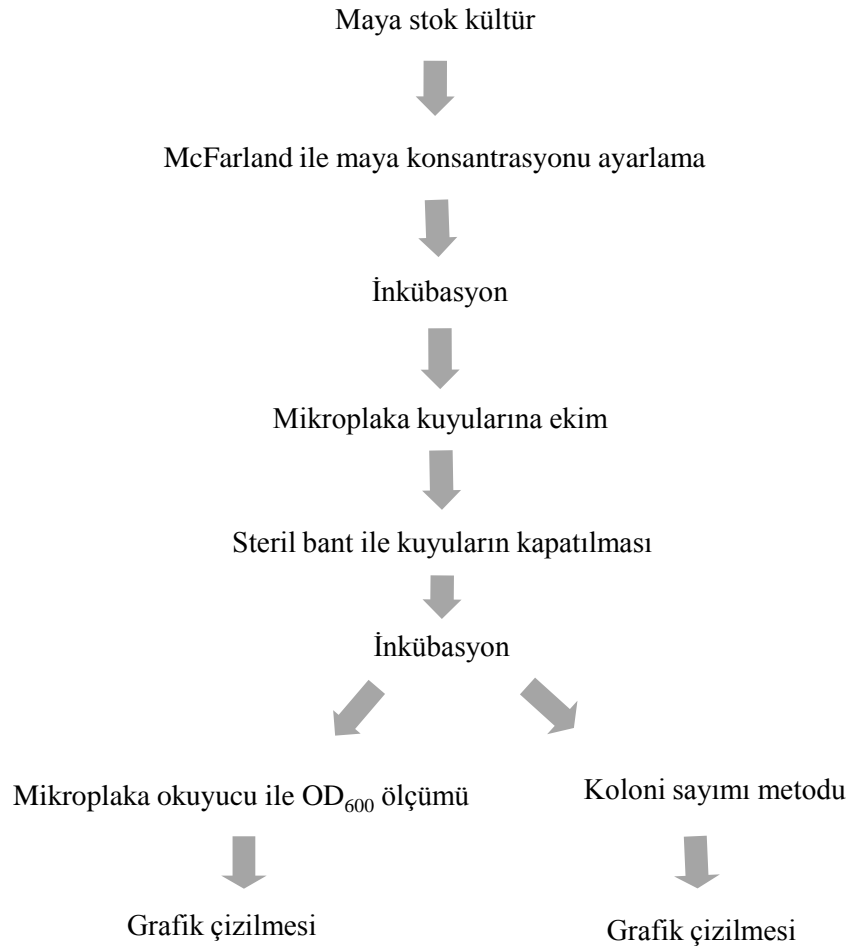 Maya stok kültür
McFarland ile maya konsantrasyonu ayarlama
İnkübasyon
Mikroplaka kuyularına ekim
Steril bant ile kuyuların kapatılması
İnkübasyon
Mikroplaka okuyucu ile OD₆₀₀ ölçümü
Koloni sayımı metodu
Grafik çizilmesi
Grafik çizilmesi